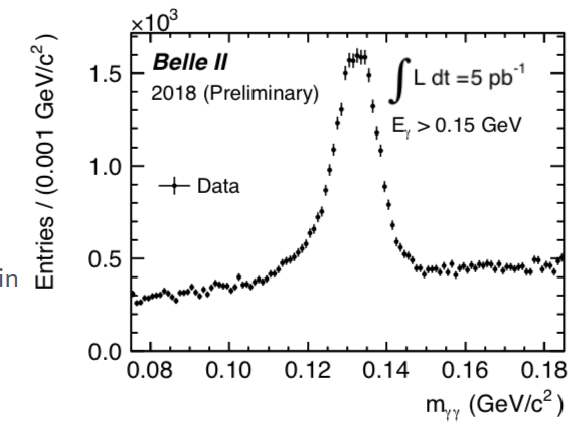 ×10³
Belle II
2018 (Preliminary)
∫ L dt =5 pb⁻¹
E_γ > 0.15 GeV
Data
Entries / (0.001 GeV/c²)
in
1.5
1.0
0.5
0.0
0.08 0.10 0.12 0.14 0.16 0.18
m_γγ (GeV/c²)